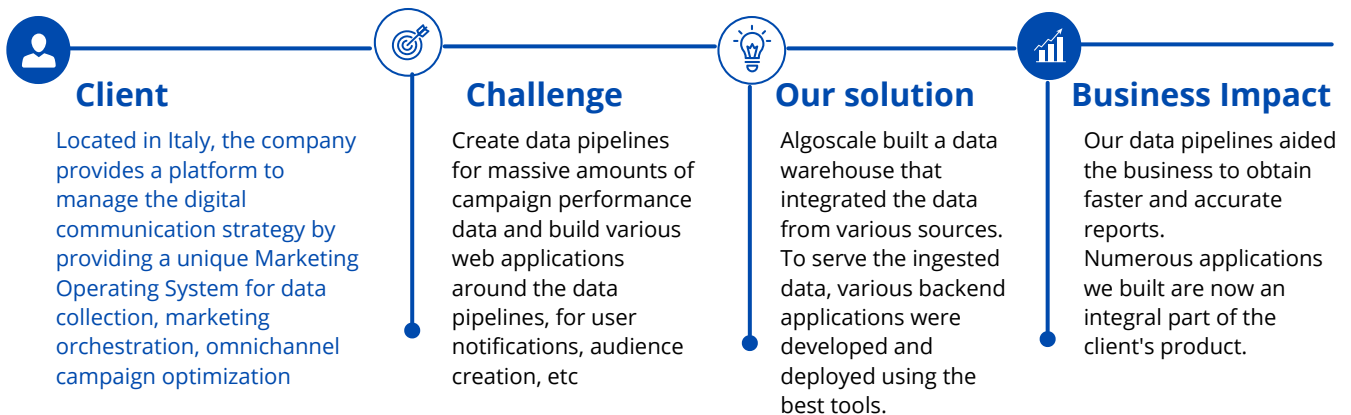 Client
Located in Italy, the company
provides a platform to
manage the digital
communication strategy by
providing a unique Marketing
Operating System for data
collection, marketing
orchestration, omnichannel
campaign optimization
Challenge
Create data pipelines
for massive amounts of
campaign performance
data and build various
web applications
around the data
pipelines, for user
notifications, audience
creation, etc
Our solution
Algoscale built a data
warehouse that
integrated the data
from various sources.
To serve the ingested
data, various backend
applications were
developed and
deployed using the
best tools.
Business Impact
Our data pipelines aided
the business to obtain
faster and accurate
reports.
Numerous applications
we built are now an
integral part of the
client's product.